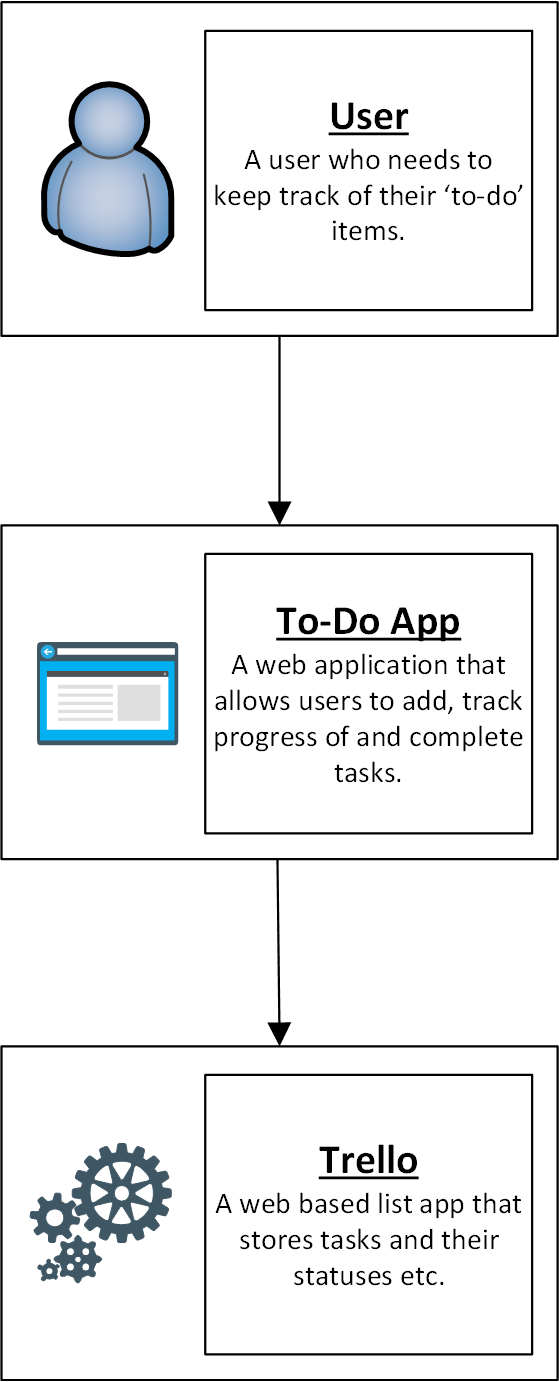 User
A user who needs to
keep track of their ‘to-do’
items.
To-Do App
A web application that
allows users to add, track
progress of and complete
tasks.
Trello
A web based list app that
stores tasks and their
statuses etc.